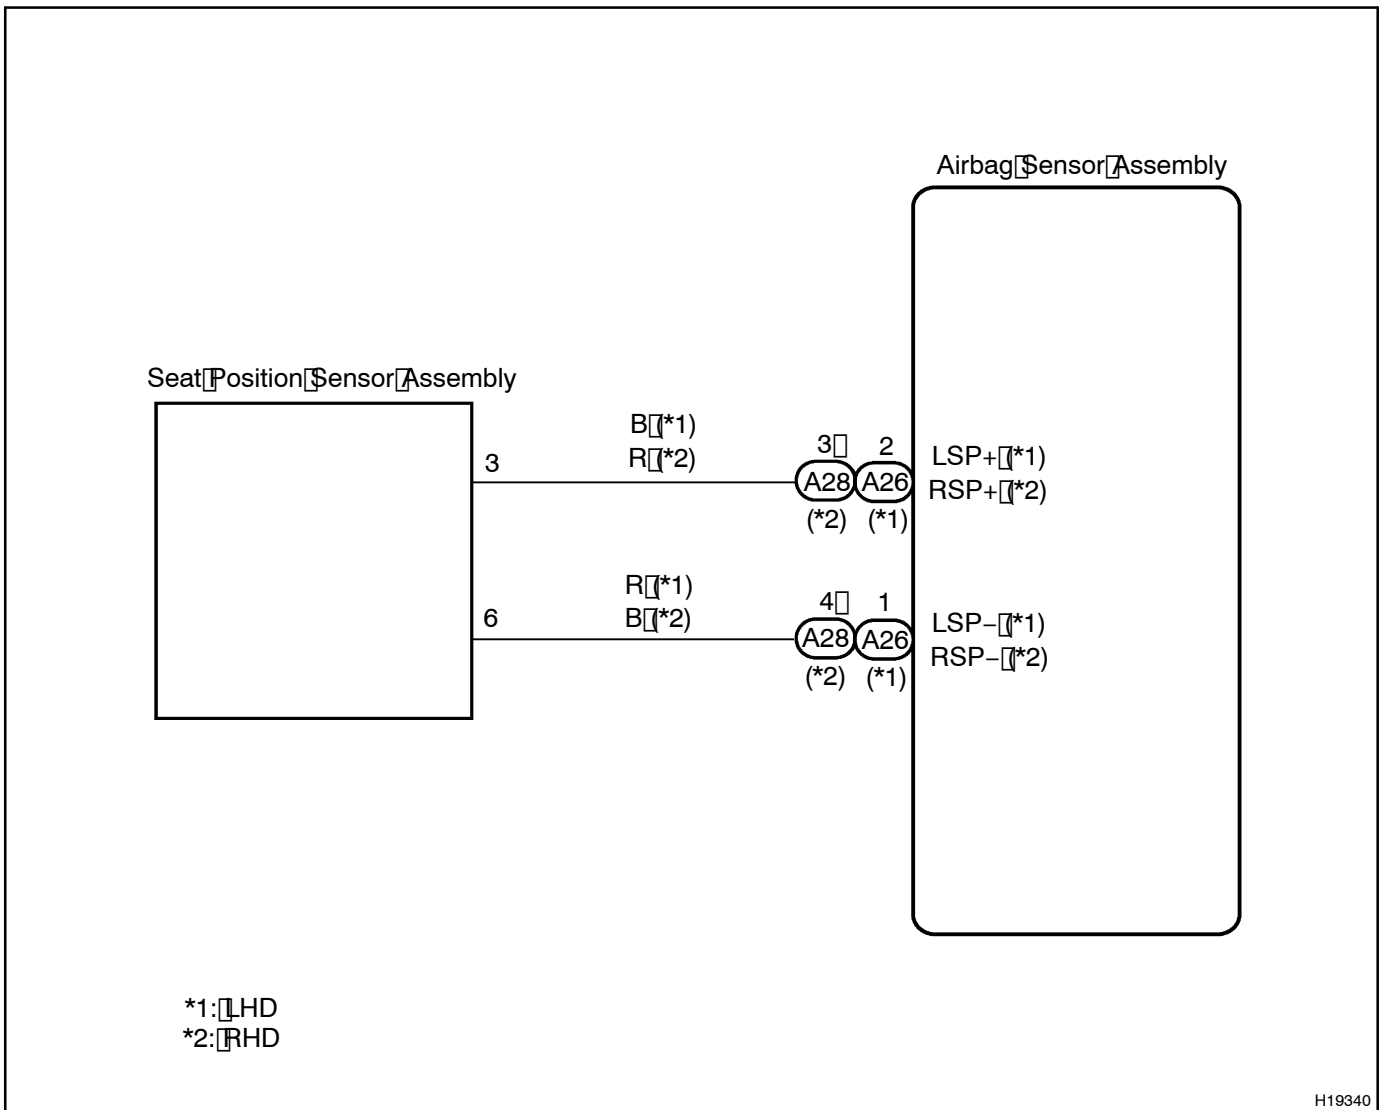 Airbag Sensor Assembly
Seat Position Sensor Assembly
B (*1)
R (*2)
3
3 2
A28 A26
(*2) (*1)
LSP+ (*1)
RSP+ (*2)
R (*1)
B (*2)
6
4 1
A28 A26
(*2) (*1)
LSP− (*1)
RSP− (*2)
*1: LHD
*2: RHD
H19340